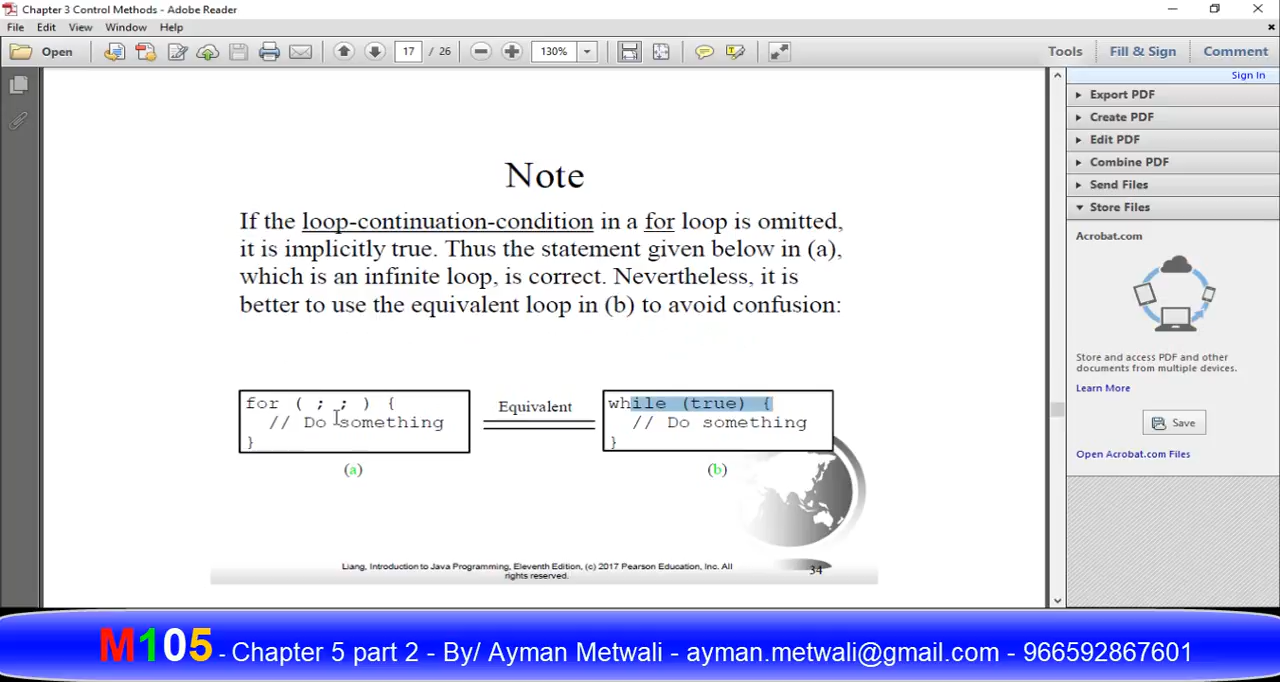 Chapter 3 Control Methods - Adobe Reader
File Edit View Window Help
Open 17 / 26 130% Tools Fill & Sign Comment
Sign In
Export PDF
Create PDF
Edit PDF
Combine PDF
Send Files
Store Files
Acrobat.com
Store and access PDF and other
documents from multiple devices.
Learn More
Save
Open Acrobat.com Files
Note
If the loop-continuation-condition in a for loop is omitted,
it is implicitly true. Thus the statement given below in (a),
which is an infinite loop, is correct. Nevertheless, it is
better to use the equivalent loop in (b) to avoid confusion:
for ( ; ; ) {
// Do something
}
(a)
Equivalent
while (true) {
// Do something
}
(b)
Liang, Introduction to Java Programming, Eleventh Edition, (c) 2017 Pearson Education, Inc. All
rights reserved.
34
M105 - Chapter 5 part 2 - By/ Ayman Metwali - ayman.metwali@gmail.com - 966592867601